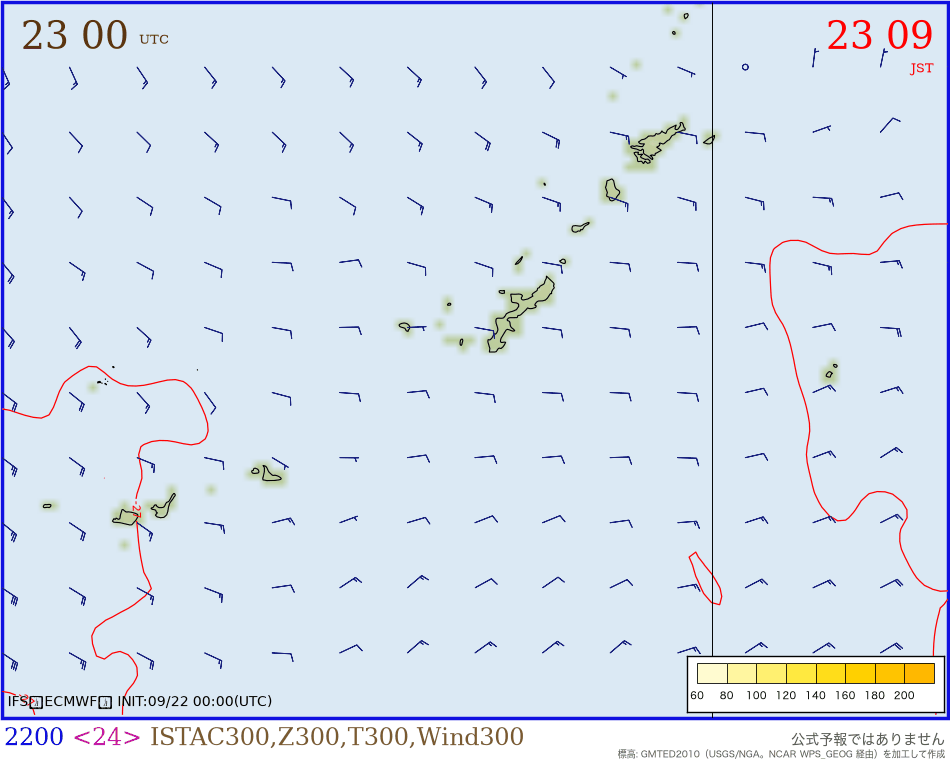 23 00 UTC
23 09
JST
-27
60 80 100 120 140 160 180 200
IFS ECMWF INIT:09/22 00:00(UTC)
2200 <24> ISTAC300,Z300,T300,Wind300
公式予報ではありません
標高: GMTED2010（USGS/NGA。NCAR WPS_GEOG 経由）を加工して作成